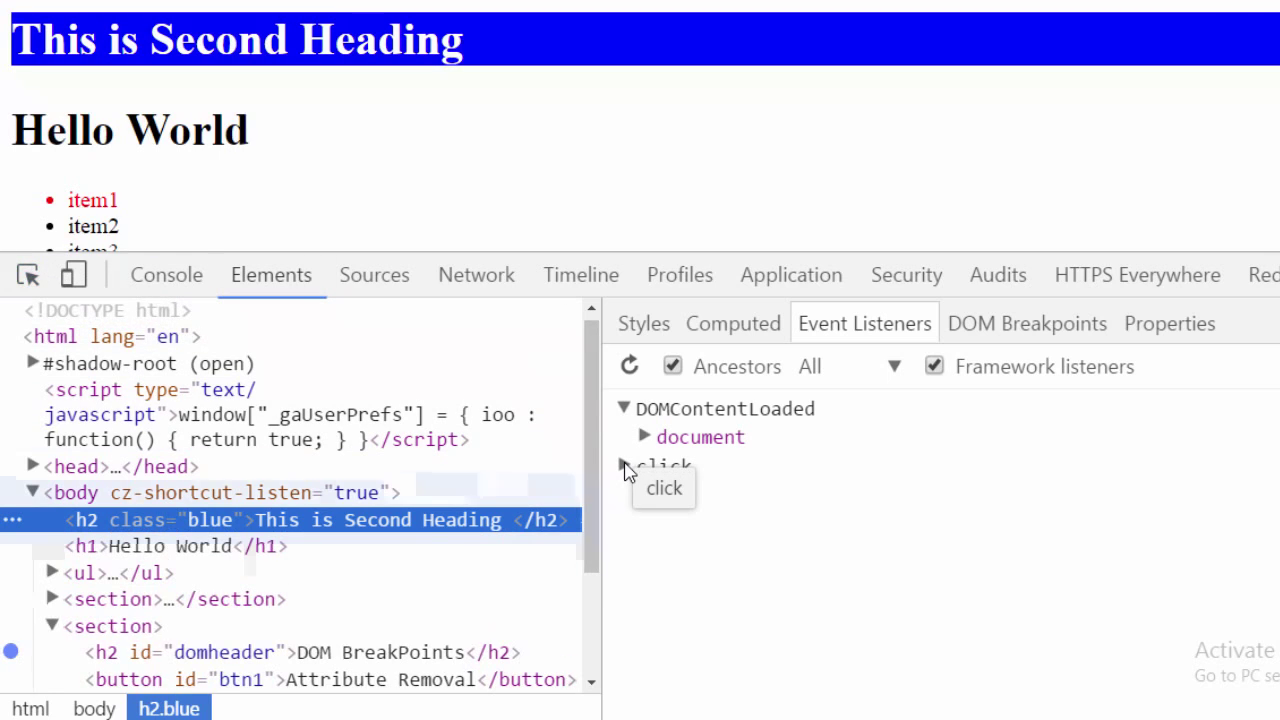 This is Second Heading
Hello World
item1
item2
item3
Console Elements Sources Network Timeline Profiles Application Security Audits HTTPS Everywhere Red
<!DOCTYPE html>
<html lang="en">
#shadow-root (open)
<script type="text/
javascript">window["_gaUserPrefs"] = { ioo :
function() { return true; } }</script>
<head>…</head>
<body cz-shortcut-listen="true">
… <h2 class="blue">This is Second Heading </h2>
<h1>Hello World</h1>
<ul>…</ul>
<section>…</section>
<section>
<h2 id="domheader">DOM BreakPoints</h2>
<button id="btn1">Attribute Removal</button>
html body h2.blue
Styles Computed Event Listeners DOM Breakpoints Properties
Ancestors All Framework listeners
DOMContentLoaded
document
click
click
Activate
Go to PC se